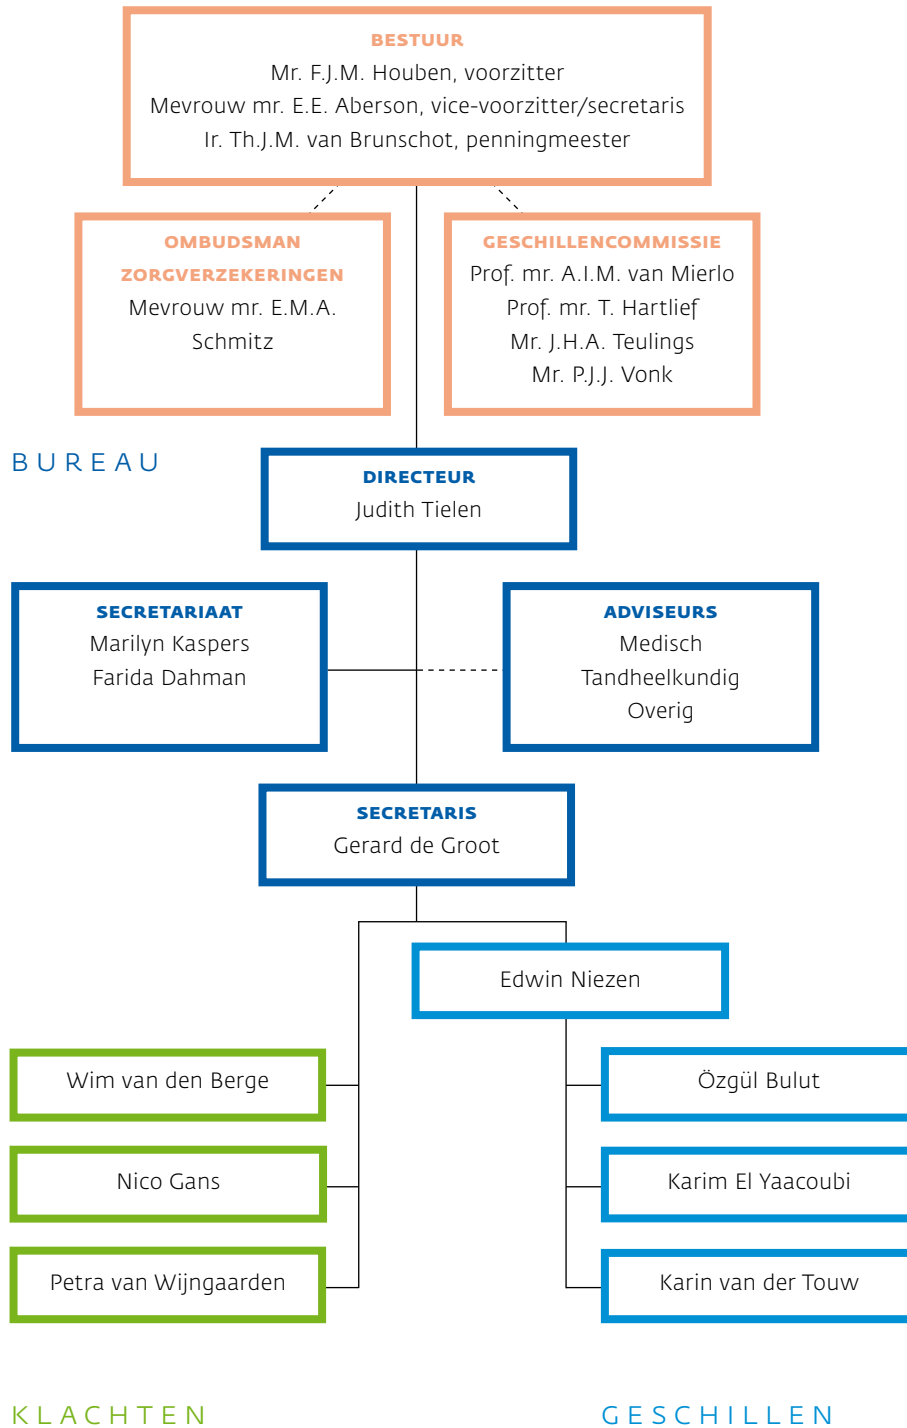 BESTUUR
Mr. F.J.M. Houben, voorzitter
Mevrouw mr. E.E. Aberson, vice-voorzitter/secretaris
Ir. Th.J.M. van Brunschot, penningmeester
OMBUDSMAN
ZORGVERZEKERINGEN
Mevrouw mr. E.M.A.
Schmitz
GESCHILLENCOMMISSIE
Prof. mr. A.I.M. van Mierlo
Prof. mr. T. Hartlief
Mr. J.H.A. Teulings
Mr. P.J.J. Vonk
BUREAU
DIRECTEUR
Judith Tielen
SECRETARIAAT
Marilyn Kaspers
Farida Dahman
ADVISEURS
Medisch
Tandheelkundig
Overig
SECRETARIS
Gerard de Groot
Edwin Niezen
Wim van den Berge
Özgül Bulut
Nico Gans
Karim El Yaacoubi
Petra van Wijngaarden
Karin van der Touw
KLACHTEN
GESCHILLEN